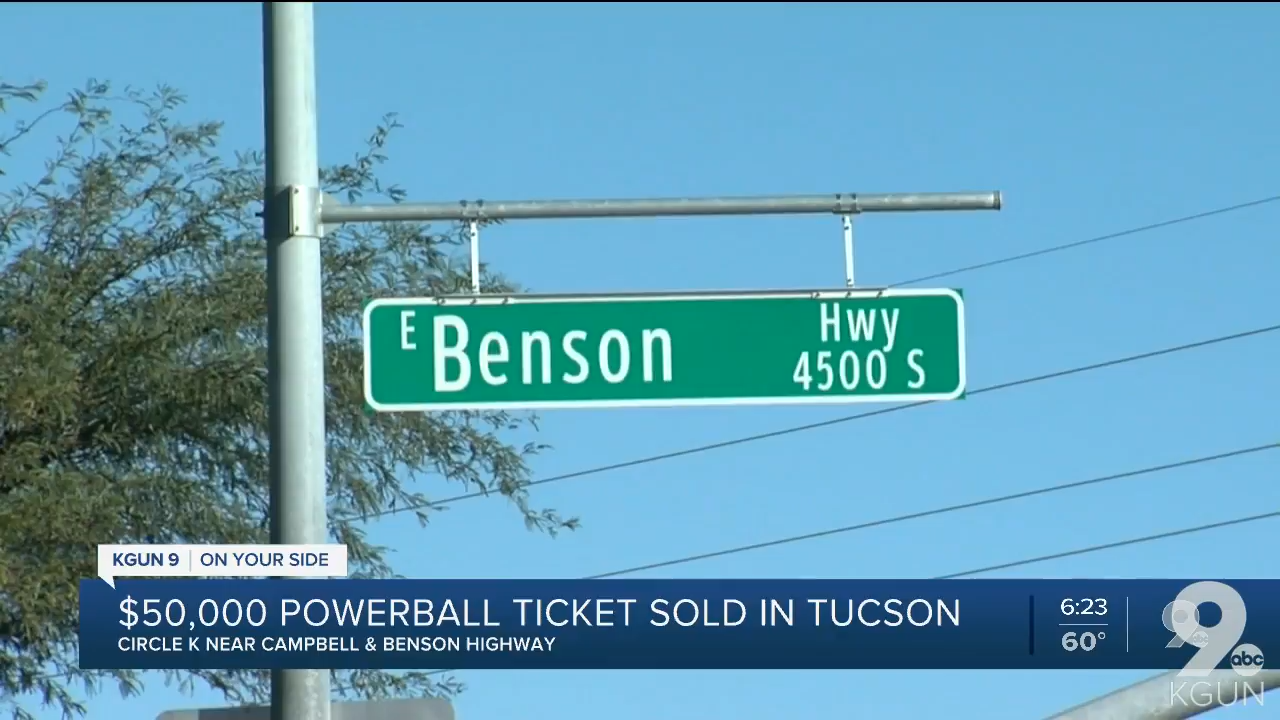 E Benson Hwy
4500 S
KGUN 9 | ON YOUR SIDE
$50,000 POWERBALL TICKET SOLD IN TUCSON
CIRCLE K NEAR CAMPBELL & BENSON HIGHWAY
6:23
60°
9
abc
KGUN